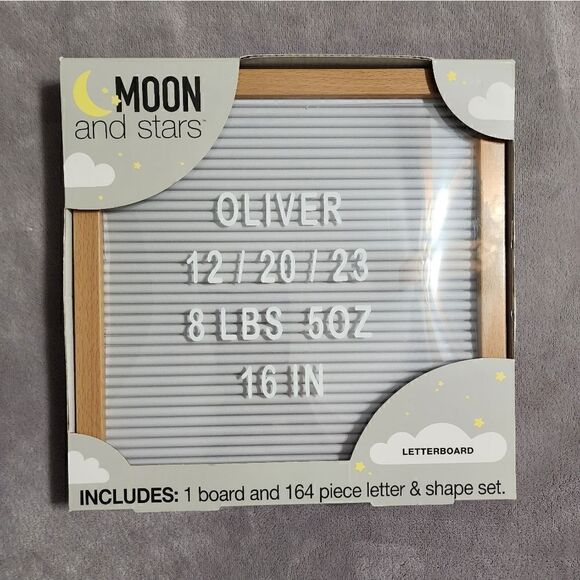 MOON
and stars™
OLIVER
12 / 20 / 23
8 LBS 5OZ
16 IN
LETTERBOARD
INCLUDES: 1 board and 164 piece letter & shape set.